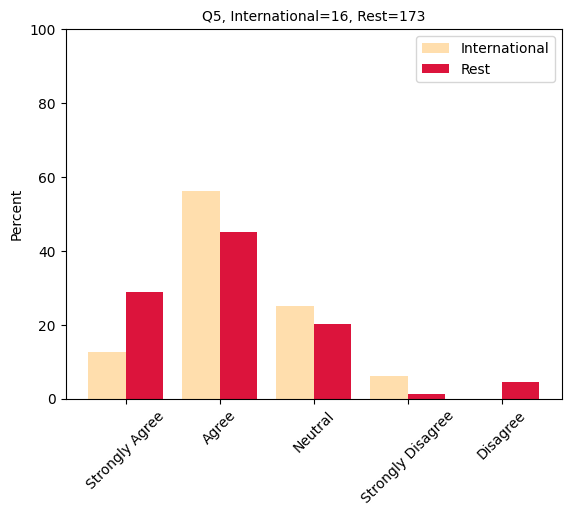 Q5, International=16, Rest=173
International
Rest
Percent
100
80
60
40
20
0
Strongly Agree
Agree
Neutral
Strongly Disagree
Disagree